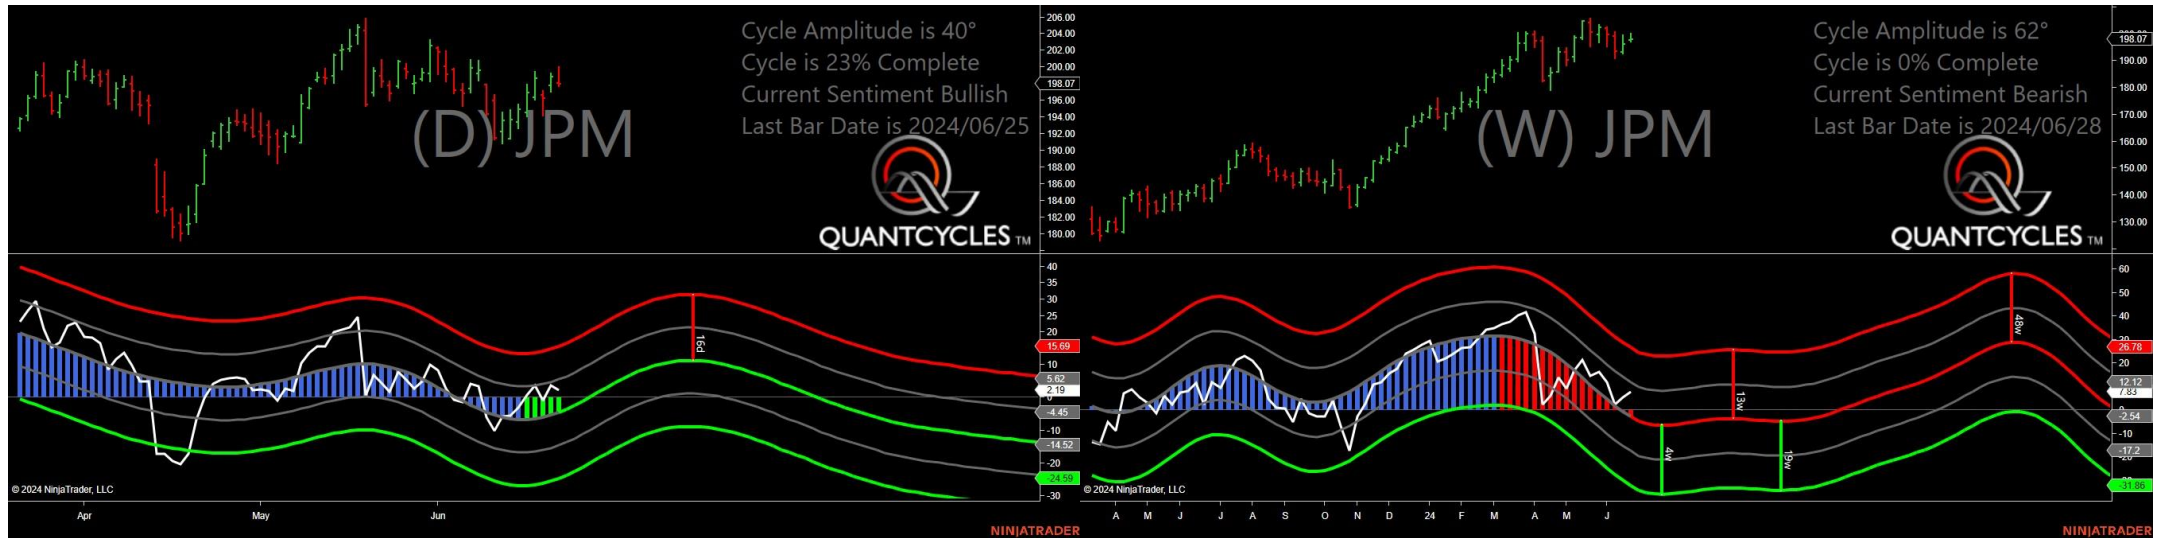 Cycle Amplitude is 40°
Cycle is 23% Complete
Current Sentiment Bullish
Last Bar Date is 2024/06/25
(D) JPM
QUANTCYCLES TM
206.00
204.00
202.00
200.00
198.07
196.00
194.00
192.00
190.00
188.00
186.00
184.00
182.00
180.00
40
35
30
25
20
15.69
10
5.62
2.19
0
-4.45
-10
-14.52
-20
-24.59
-30
16d
© 2024 NinjaTrader, LLC
Apr May Jun
NINJATRADER
Cycle Amplitude is 62°
Cycle is 0% Complete
Current Sentiment Bearish
Last Bar Date is 2024/06/28
(W) JPM
QUANTCYCLES TM
198.07
190.00
180.00
170.00
160.00
150.00
140.00
130.00
60
50
40
30
26.78
20
12.12
7.83
-2.54
-10
-17.2
-20
-31.86
4w
13w
19w
48w
© 2024 NinjaTrader, LLC
A M J J A S O N D 24 F M A M J
NINJATRADER